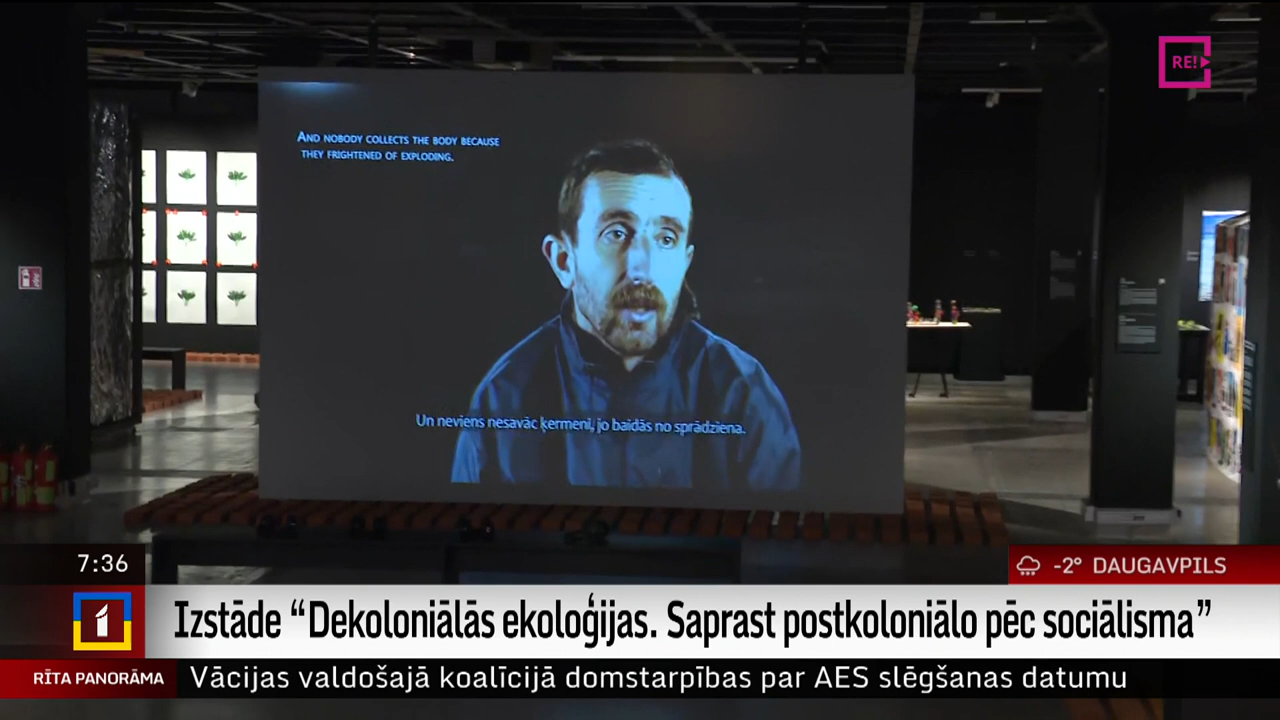 RE!
AND NOBODY COLLECTS THE BODY BECAUSE
THEY FRIGHTENED OF EXPLODING.
Un neviens nesavāc ķermeni, jo baidās no sprādziena.
7:36
-2° DAUGAVPILS
1
Izstāde “Dekoloniālās ekoloģijas. Saprast postkoloniālo pēc sociālisma”
RĪTA PANORĀMA
Vācijas valdošajā koalīcijā domstarpības par AES slēgšanas datumu